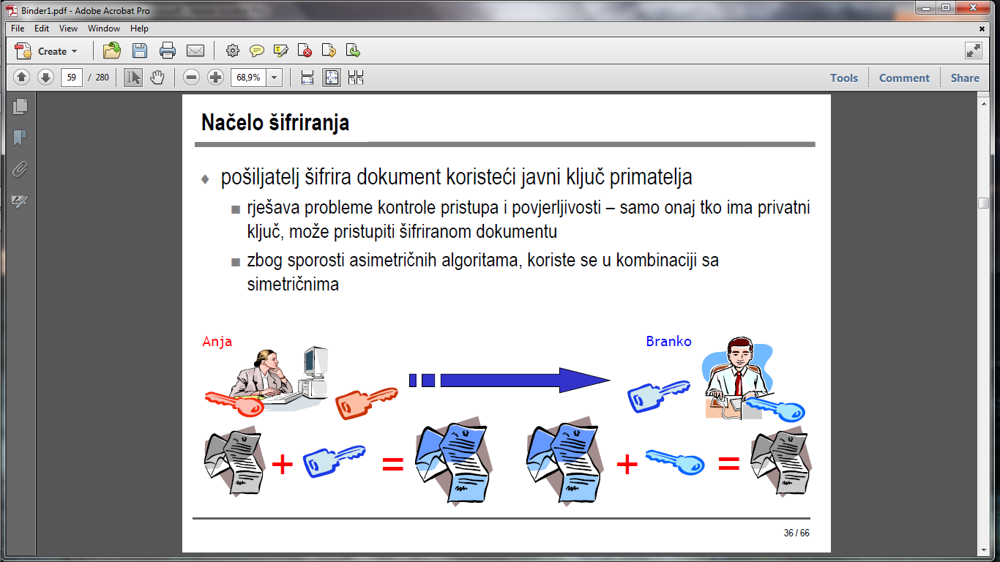 Binder1.pdf - Adobe Acrobat Pro
File Edit View Window Help
Create
59 / 280 68,9% Tools Comment Share
Načelo šifriranja
pošiljatelj šifrira dokument koristeći javni ključ primatelja
rješava probleme kontrole pristupa i povjerljivosti – samo onaj tko ima privatni
ključ, može pristupiti šifriranom dokumentu
zbog sporosti asimetričnih algoritama, koriste se u kombinaciji sa
simetričnima
Anja Branko
+ = + =
36 / 66